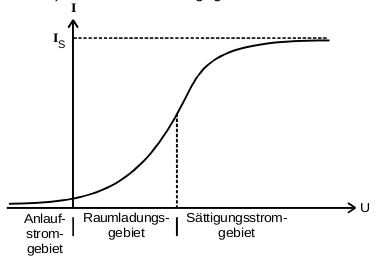 I
I_S
U
Anlauf-
strom-
gebiet
Raumladungs-
gebiet
Sättigungsstrom-
gebiet